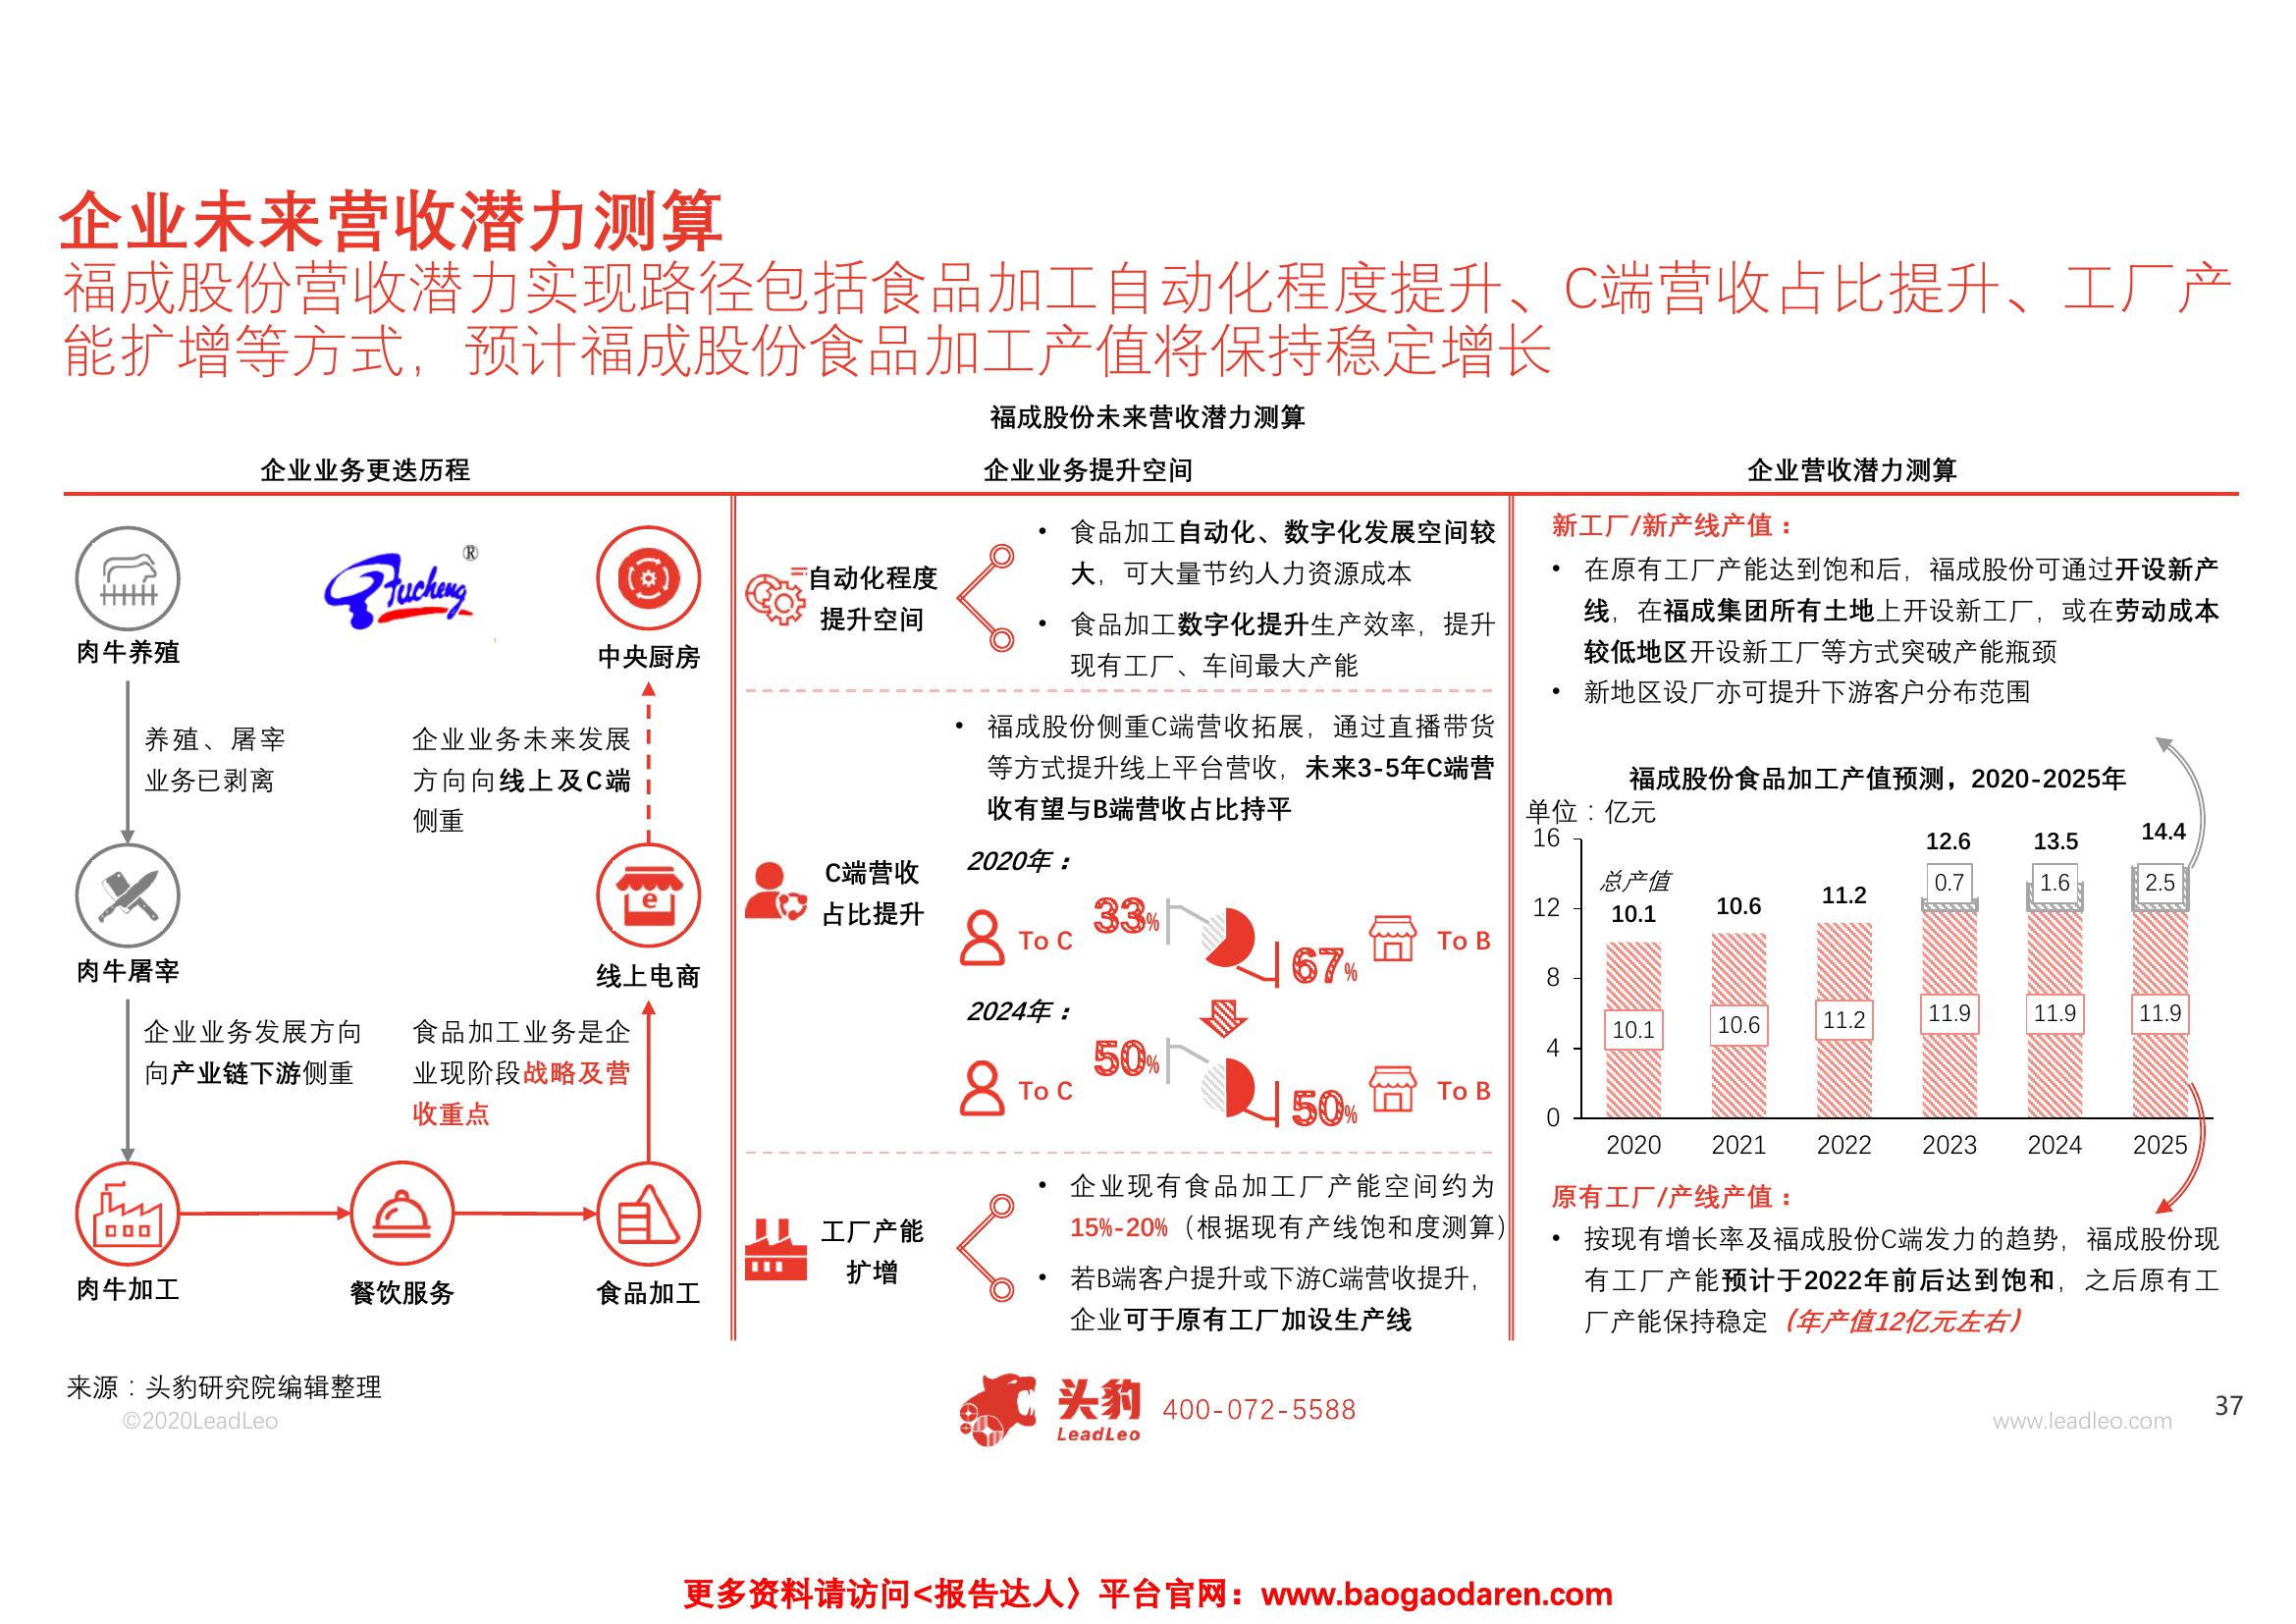 企业未来营收潜力测算
福成股份营收潜力实现路径包括食品加工自动化程度提升、C端营收占比提升、工厂产
能扩增等方式，预计福成股份食品加工产值将保持稳定增长
福成股份未来营收潜力测算
企业业务更迭历程
企业业务提升空间
企业营收潜力测算
肉牛养殖
Fucheng®
中央厨房
养殖、屠宰
业务已剥离
企业业务未来发展
方向向线上及C端
侧重
肉牛屠宰
e
线上电商
企业业务发展方向
向产业链下游侧重
食品加工业务是企
业现阶段战略及营
收重点
肉牛加工
餐饮服务
食品加工
自动化程度
提升空间
• 食品加工自动化、数字化发展空间较
大，可大量节约人力资源成本
• 食品加工数字化提升生产效率，提升
现有工厂、车间最大产能
• 福成股份侧重C端营收拓展，通过直播带货
等方式提升线上平台营收，未来3-5年C端营
收有望与B端营收占比持平
C端营收
占比提升
2020年：
To C
33%
67%
To B
2024年：
To C
50%
50%
To B
工厂产能
扩增
• 企业现有食品加工厂产能空间约为
15%-20%（根据现有产线饱和度测算）
• 若B端客户提升或下游C端营收提升，
企业可于原有工厂加设生产线
新工厂/新产线产值：
• 在原有工厂产能达到饱和后，福成股份可通过开设新产
线，在福成集团所有土地上开设新工厂，或在劳动成本
较低地区开设新工厂等方式突破产能瓶颈
• 新地区设厂亦可提升下游客户分布范围
福成股份食品加工产值预测，2020-2025年
单位：亿元
16
12
8
4
0
总产值
10.1 10.6 11.2 12.6 13.5 14.4
0.7 1.6 2.5
10.1 10.6 11.2 11.9 11.9 11.9
2020 2021 2022 2023 2024 2025
原有工厂/产线产值：
• 按现有增长率及福成股份C端发力的趋势，福成股份现
有工厂产能预计于2022年前后达到饱和，之后原有工
厂产能保持稳定（年产值12亿元左右）
来源：头豹研究院编辑整理
©2020LeadLeo
头豹
LeadLeo
400-072-5588
www.leadleo.com
37
更多资料请访问<报告达人〉平台官网：www.baogaodaren.com